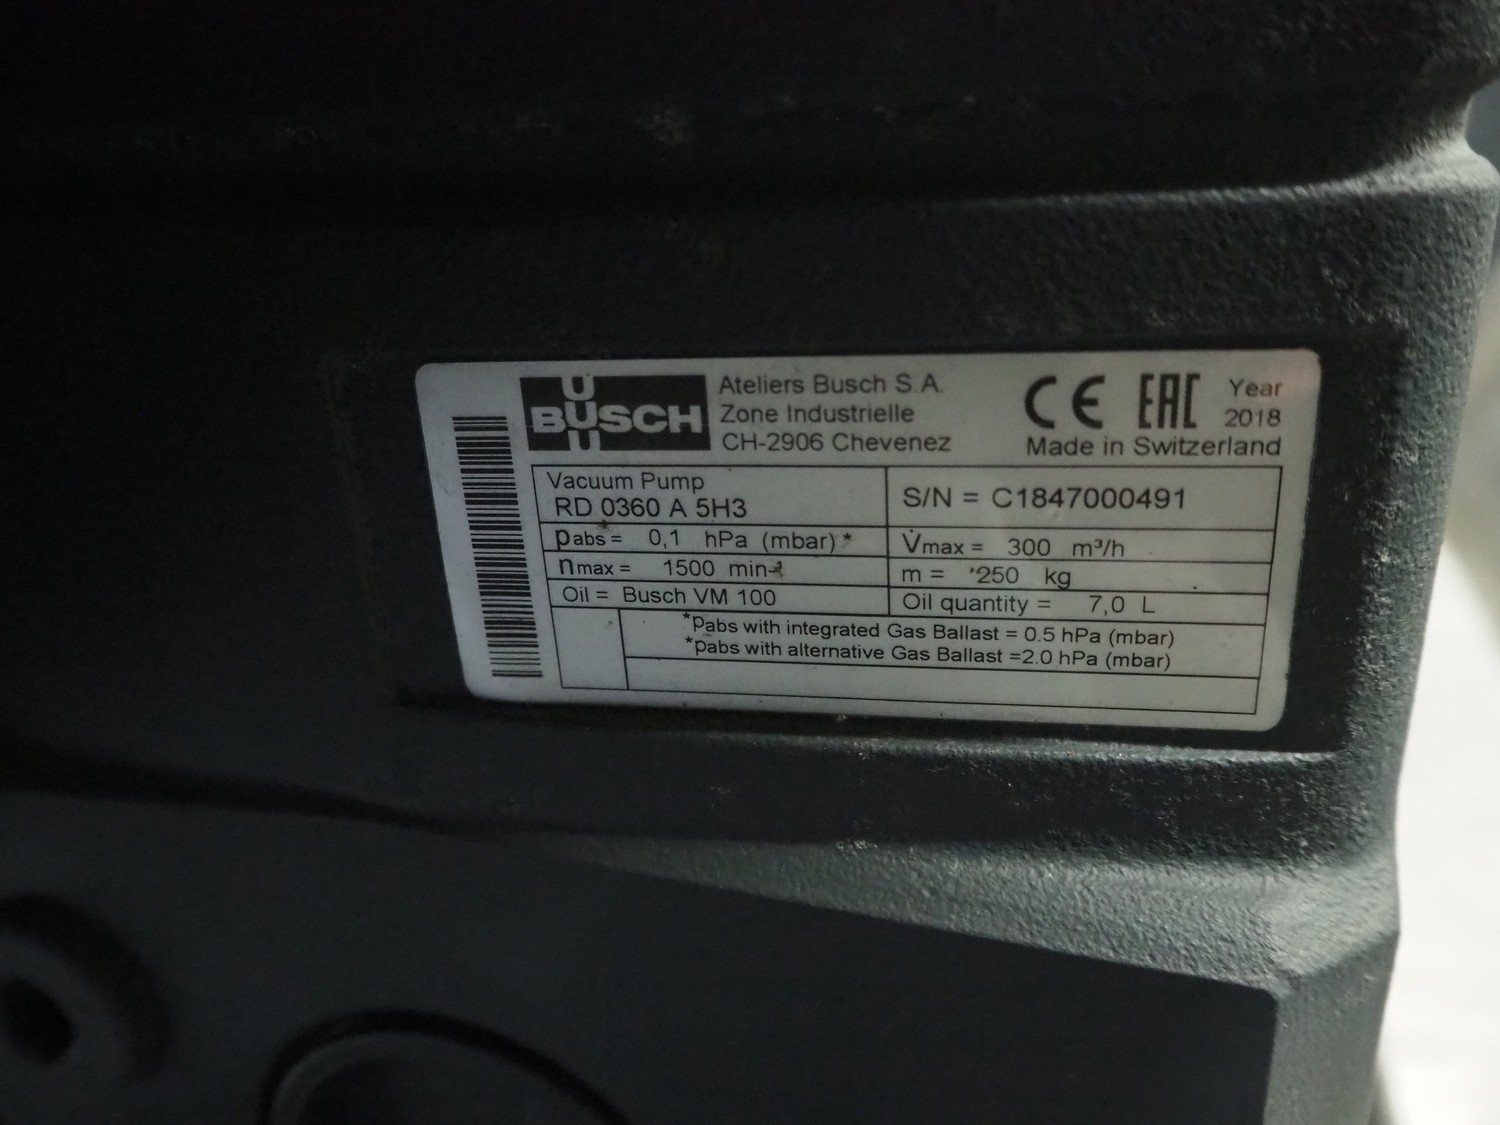 BUSCH
Ateliers Busch S.A.
Zone Industrielle
CH-2906 Chevenez
CE EAC Year
2018
Made in Switzerland
Vacuum Pump
RD 0360 A 5H3
S/N = C1847000491
pabs = 0,1 hPa (mbar) *
V̇max = 300 m³/h
nmax = 1500 min-1
m = 250 kg
Oil = Busch VM 100
Oil quantity = 7,0 L
*pabs with integrated Gas Ballast = 0.5 hPa (mbar)
*pabs with alternative Gas Ballast =2.0 hPa (mbar)